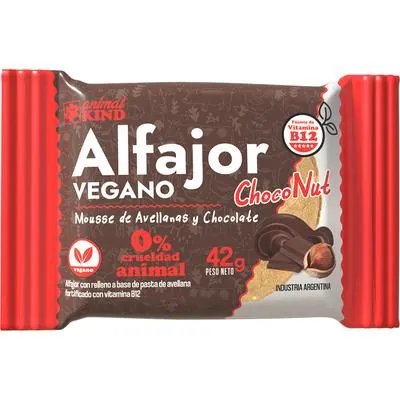 animal
KIND
Fuente de
Vitamina
B12
Alfajor
VEGANO
ChocoNut
Mousse de Avellanas y Chocolate
vegano
0%
crueldad
animal
42g
PESO NETO
Alfajor con relleno a base de pasta de avellana
fortificado con vitamina B12
INDUSTRIA ARGENTINA